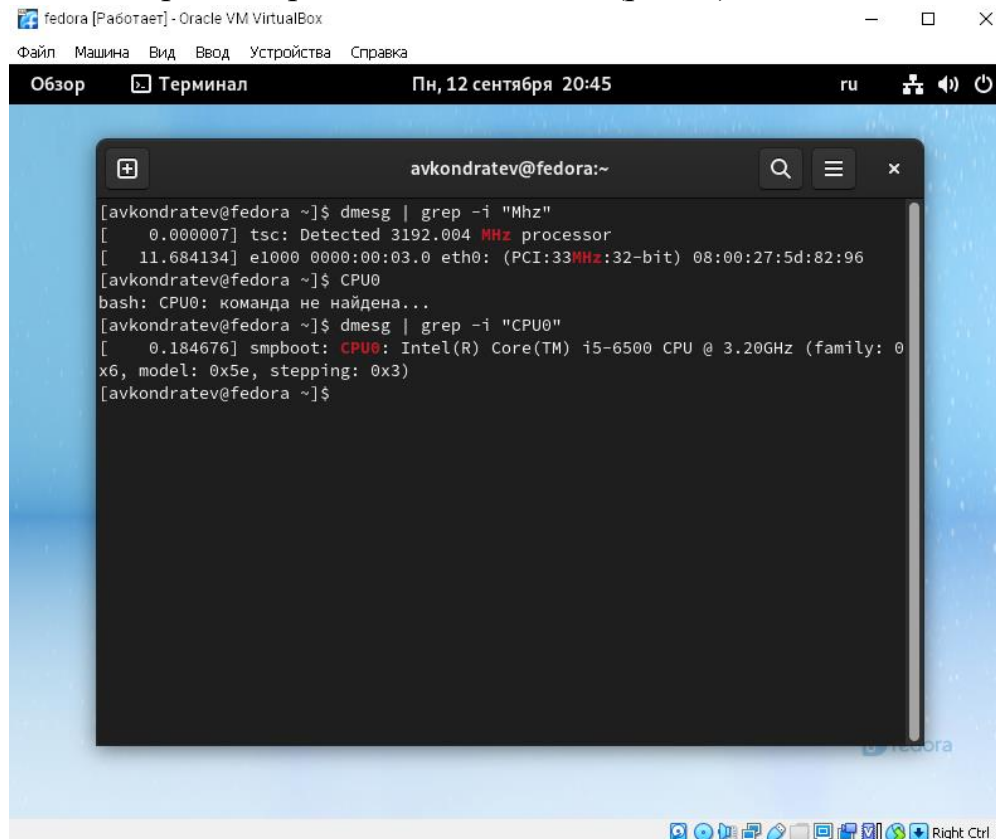 fedora [Работает] - Oracle VM VirtualBox
Файл Машина Вид Ввод Устройства Справка
Обзор Терминал Пн, 12 сентября 20:45 ru
avkondratev@fedora:~
[avkondratev@fedora ~]$ dmesg | grep -i "Mhz"
[    0.000007] tsc: Detected 3192.004 MHz processor
[   11.684134] e1000 0000:00:03.0 eth0: (PCI:33MHz:32-bit) 08:00:27:5d:82:96
[avkondratev@fedora ~]$ CPU0
bash: CPU0: команда не найдена...
[avkondratev@fedora ~]$ dmesg | grep -i "CPU0"
[    0.184676] smpboot: CPU0: Intel(R) Core(TM) i5-6500 CPU @ 3.20GHz (family: 0
x6, model: 0x5e, stepping: 0x3)
[avkondratev@fedora ~]$
fedora
Right Ctrl